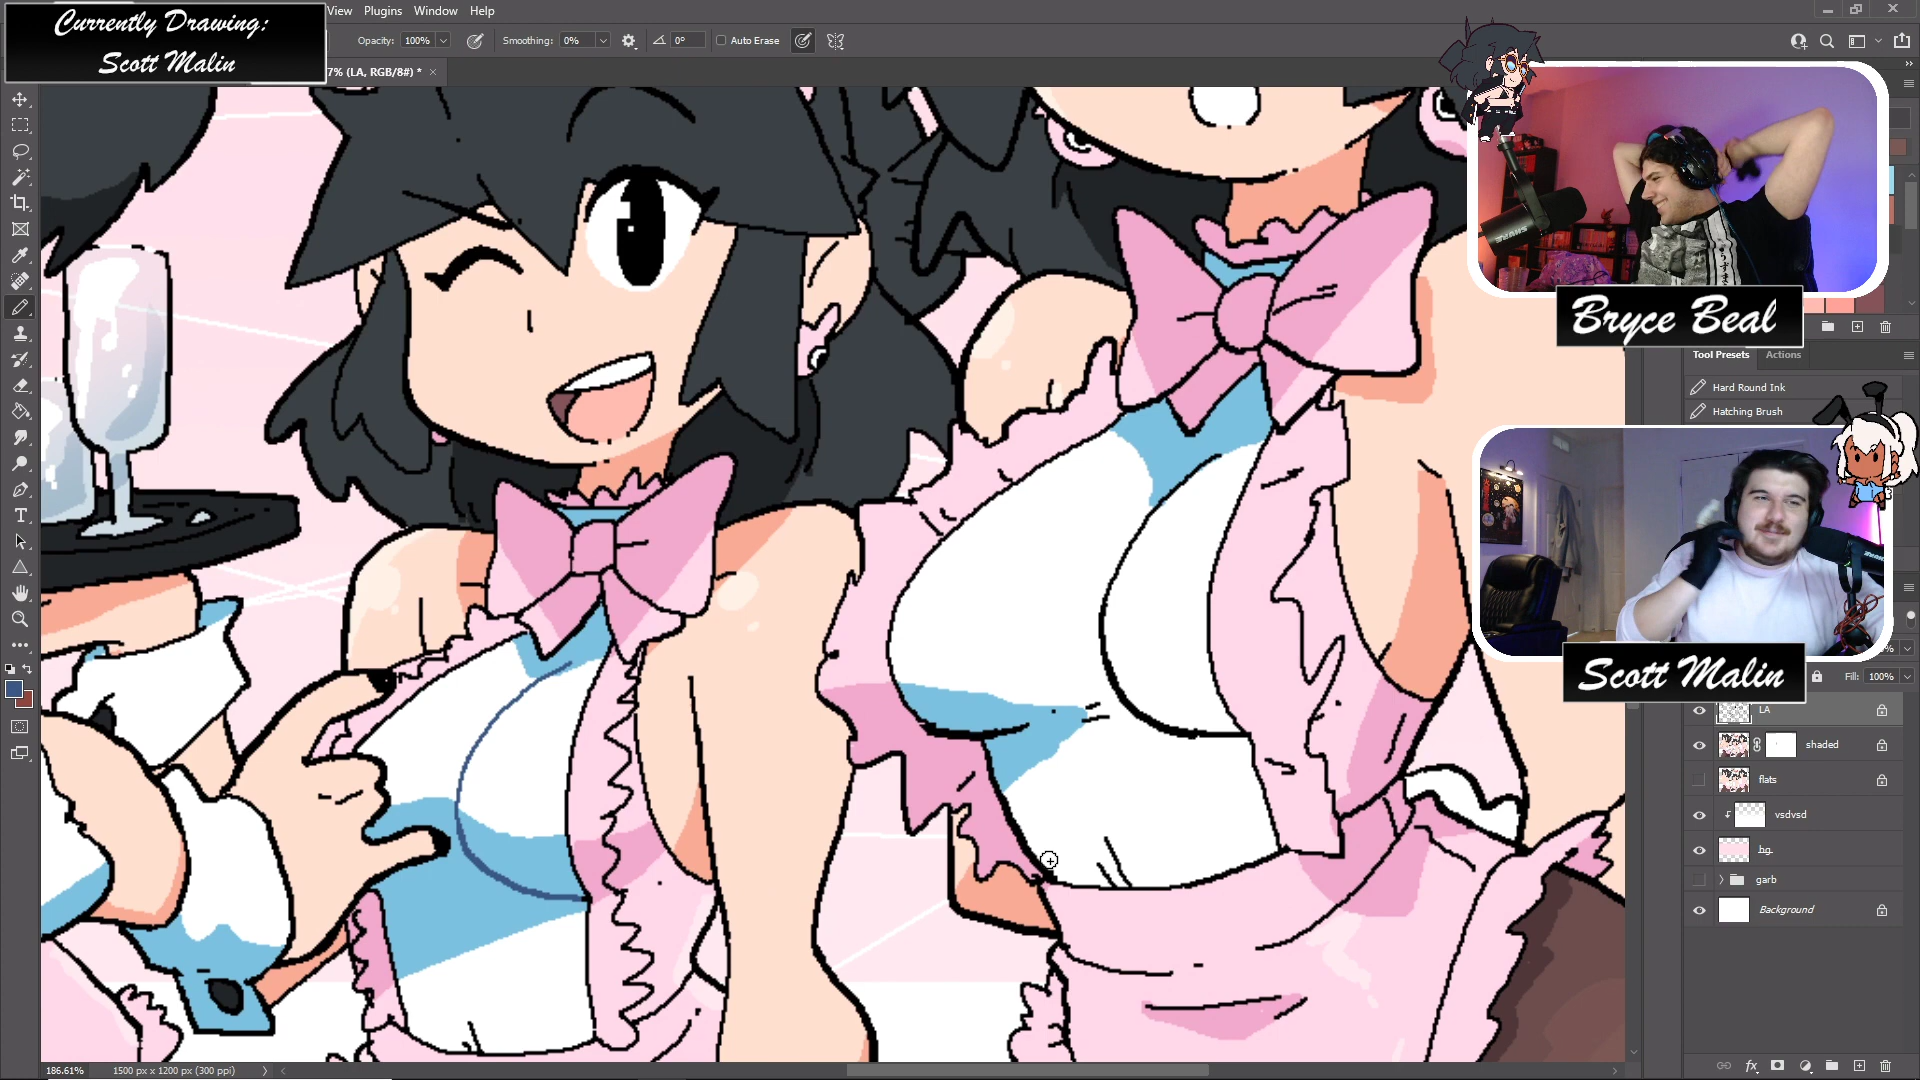 Currently Drawing:
Scott Malin
View Plugins Window Help
Opacity: 100% Smoothing: 0% 0° Auto Erase
7% (LA, RGB/8#) * ×
Bryce Beal
Tool Presets Actions
Hard Round Ink
Hatching Brush
SHURE
Scott Malin
Fill: 100%
LA
shaded
flats
vsdvsd
bg.
garb
Background
186.61% 1500 px x 1200 px (300 ppi)